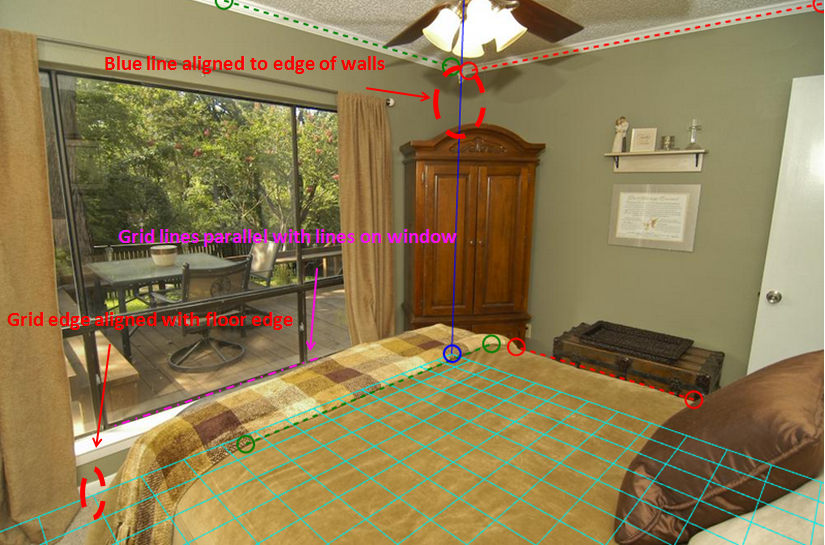 Blue line aligned to edge of walls
Grid lines parallel with lines on window
Grid edge aligned with floor edge